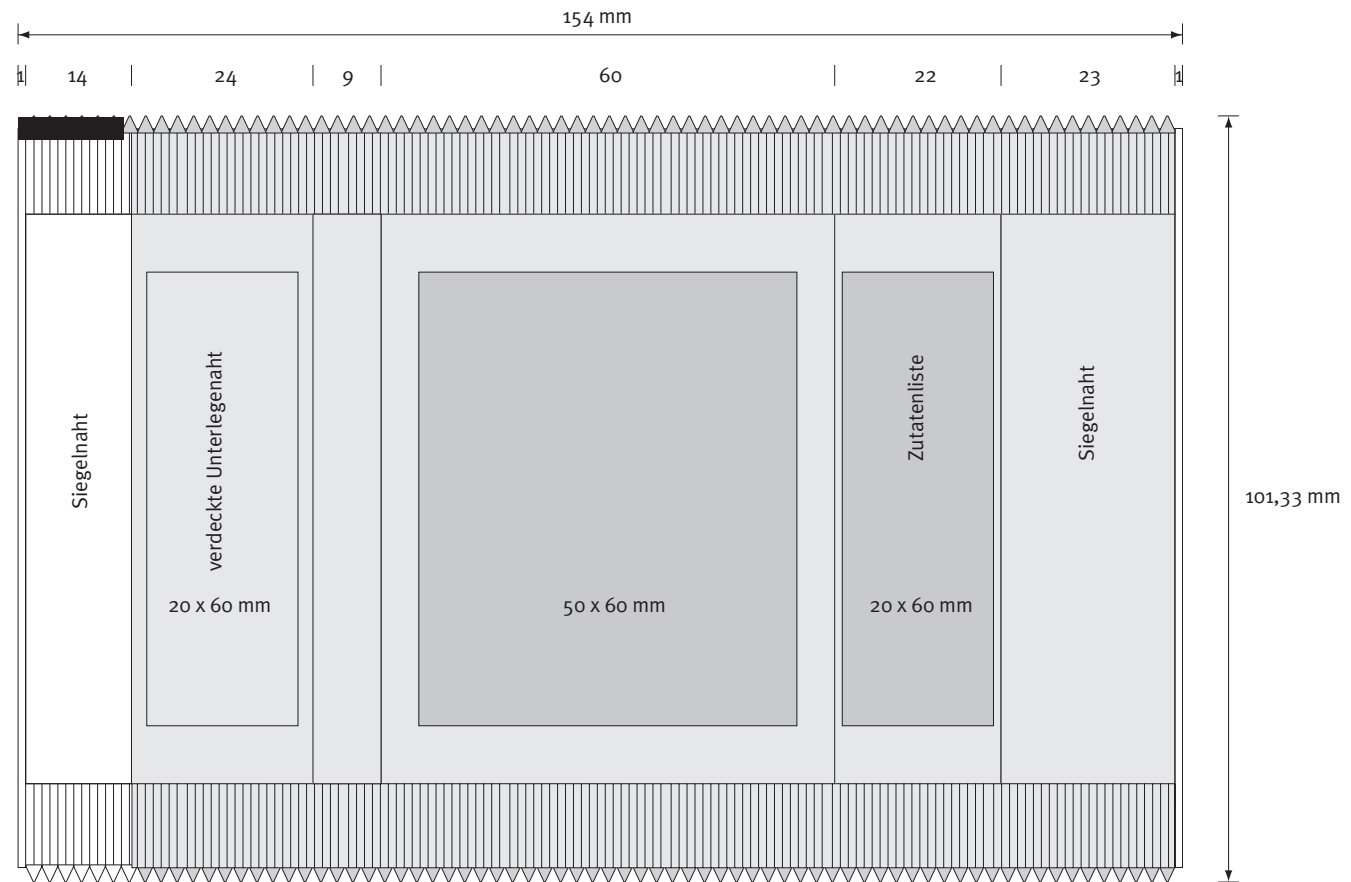 154 mm
1 14 24 9 60 22 23 1
Siegelnaht
verdeckte Unterlegenaht
20 x 60 mm
50 x 60 mm
Zutatenliste
20 x 60 mm
Siegelnaht
101,33 mm